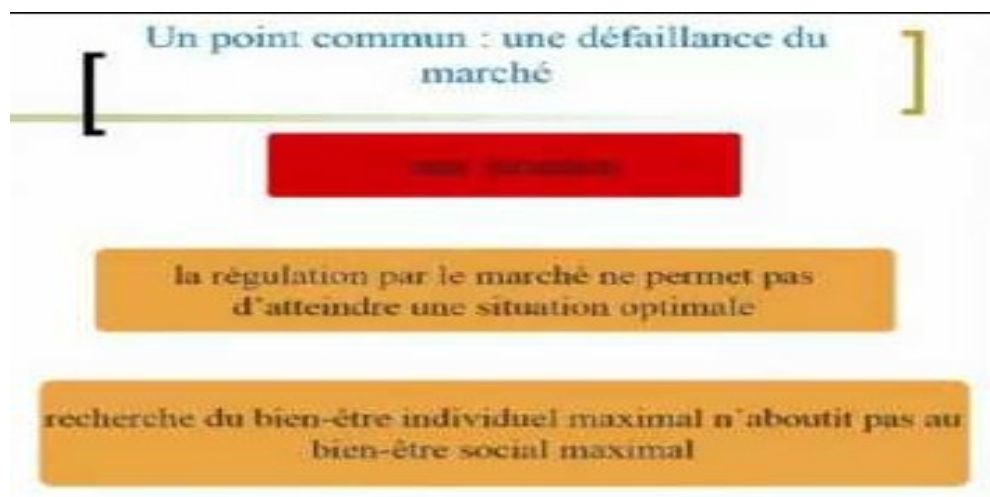 Un point commun : une défaillance du
marché
la régulation par le marché ne permet pas
d'atteindre une situation optimale
recherche du bien-être individuel maximal n'aboutit pas au
bien-être social maximal